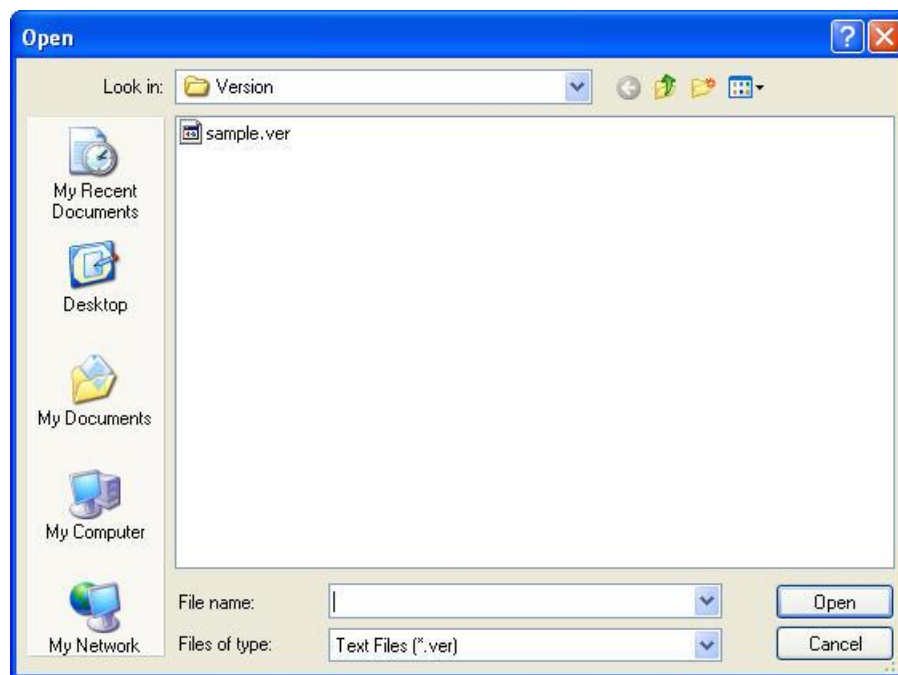 Open
Look in:
Version
sample.ver
My Recent
Documents
Desktop
My Documents
My Computer
My Network
File name:
Open
Files of type:
Text Files (*.ver)
Cancel